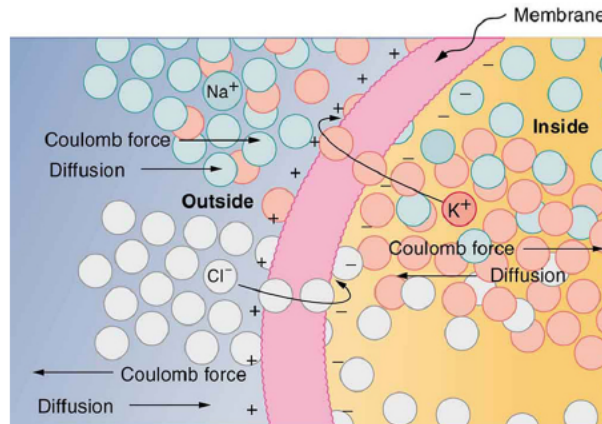 Membrane
Na+
Coulomb force
Diffusion
Outside
Inside
K+
Coulomb force
Diffusion
Cl−
Coulomb force
Diffusion